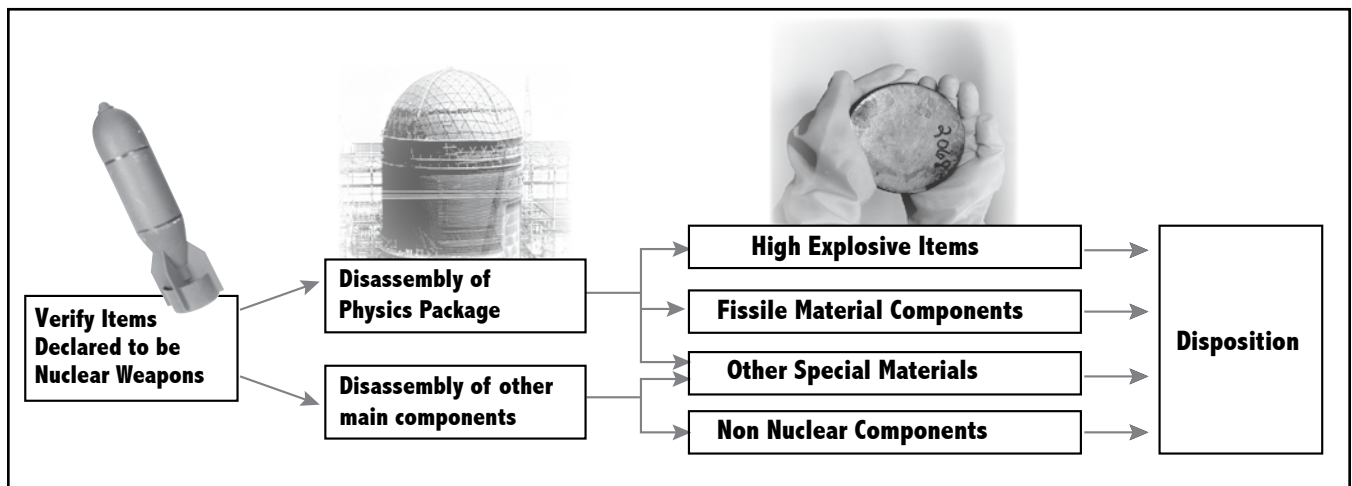 Verify Items
Declared to be
Nuclear Weapons
Disassembly of
Physics Package
Disassembly of other
main components
High Explosive Items
Fissile Material Components
Other Special Materials
Non Nuclear Components
Disposition